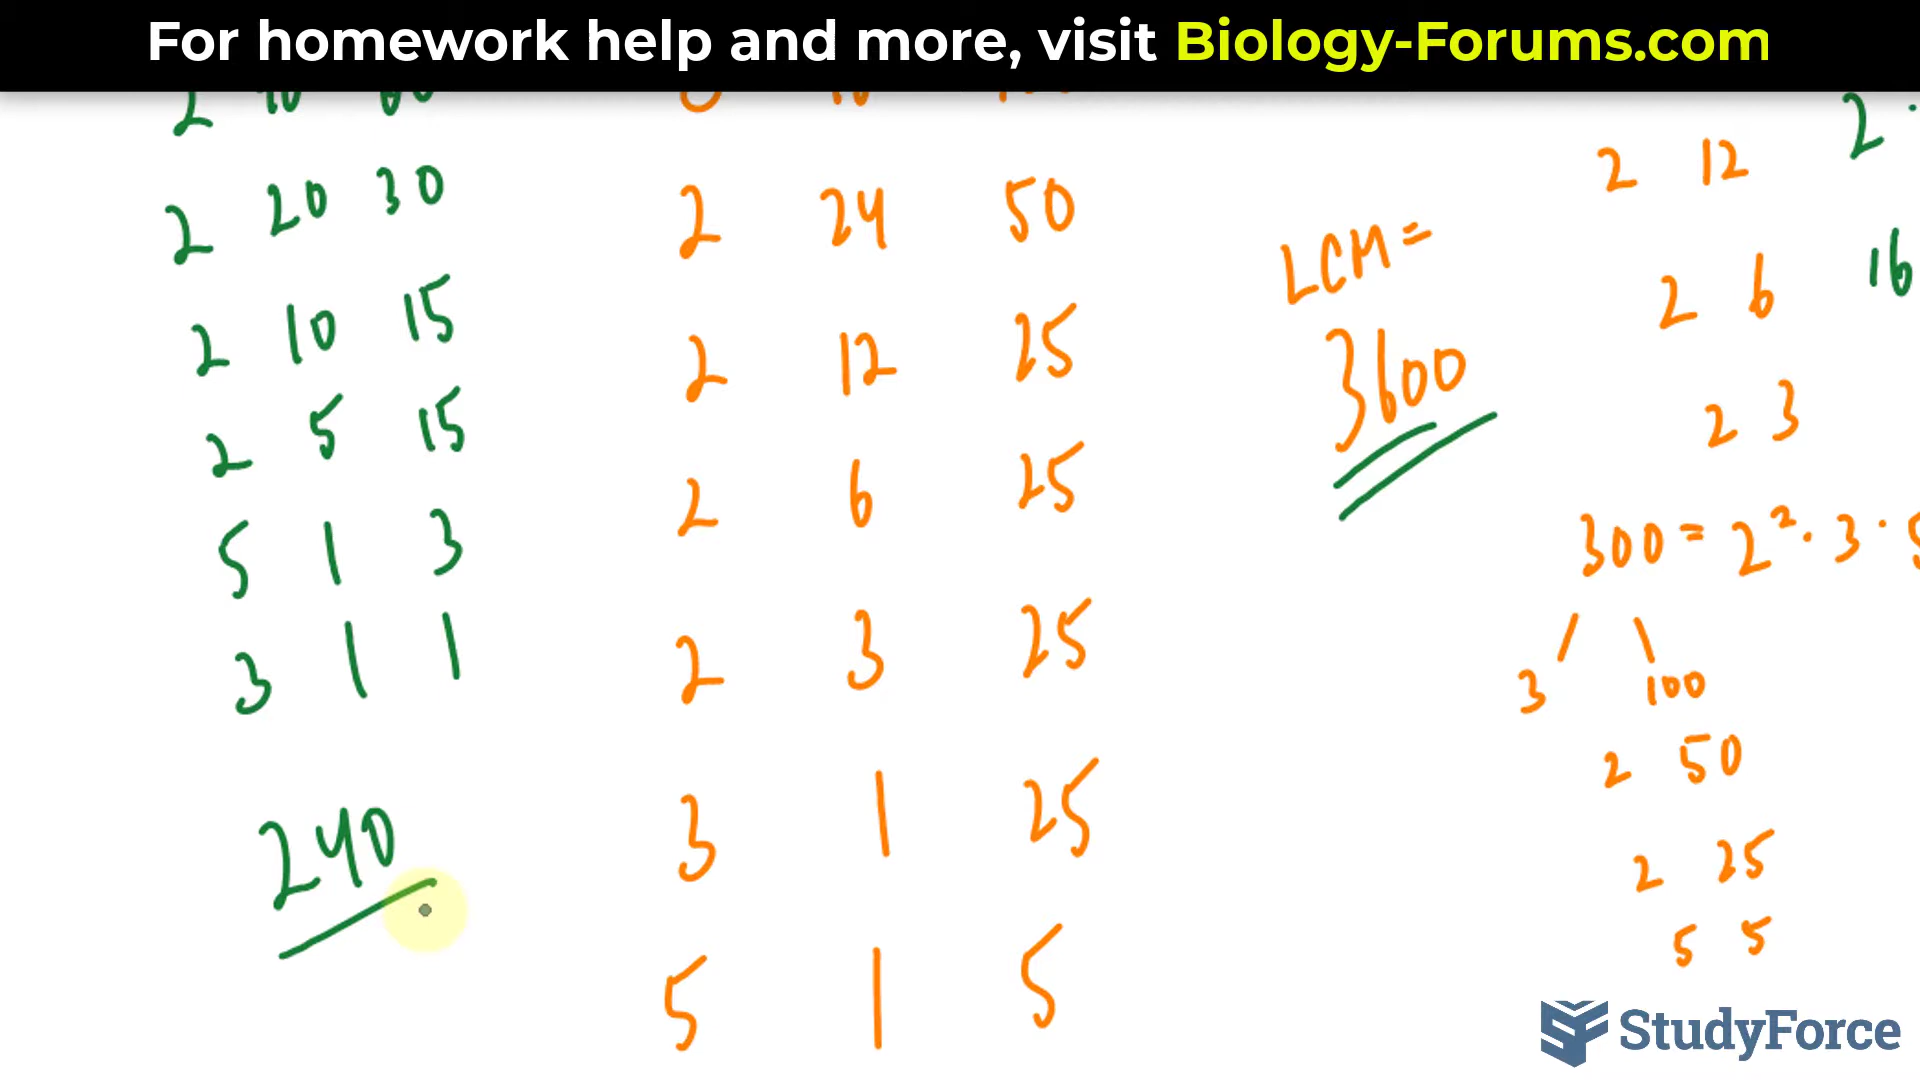 For homework help and more, visit Biology-Forums.com
2 20 30
2 10 15
2 5 15
5 1 3
3 1 1
240
2 24 50
2 12 25
2 6 25
2 3 25
3 1 25
5 1 5
LCM =
3600
2 12
2 6
2 3
300 = 2² · 3 ·
3 100
2 50
2 25
5 5
2 ·
16
StudyForce